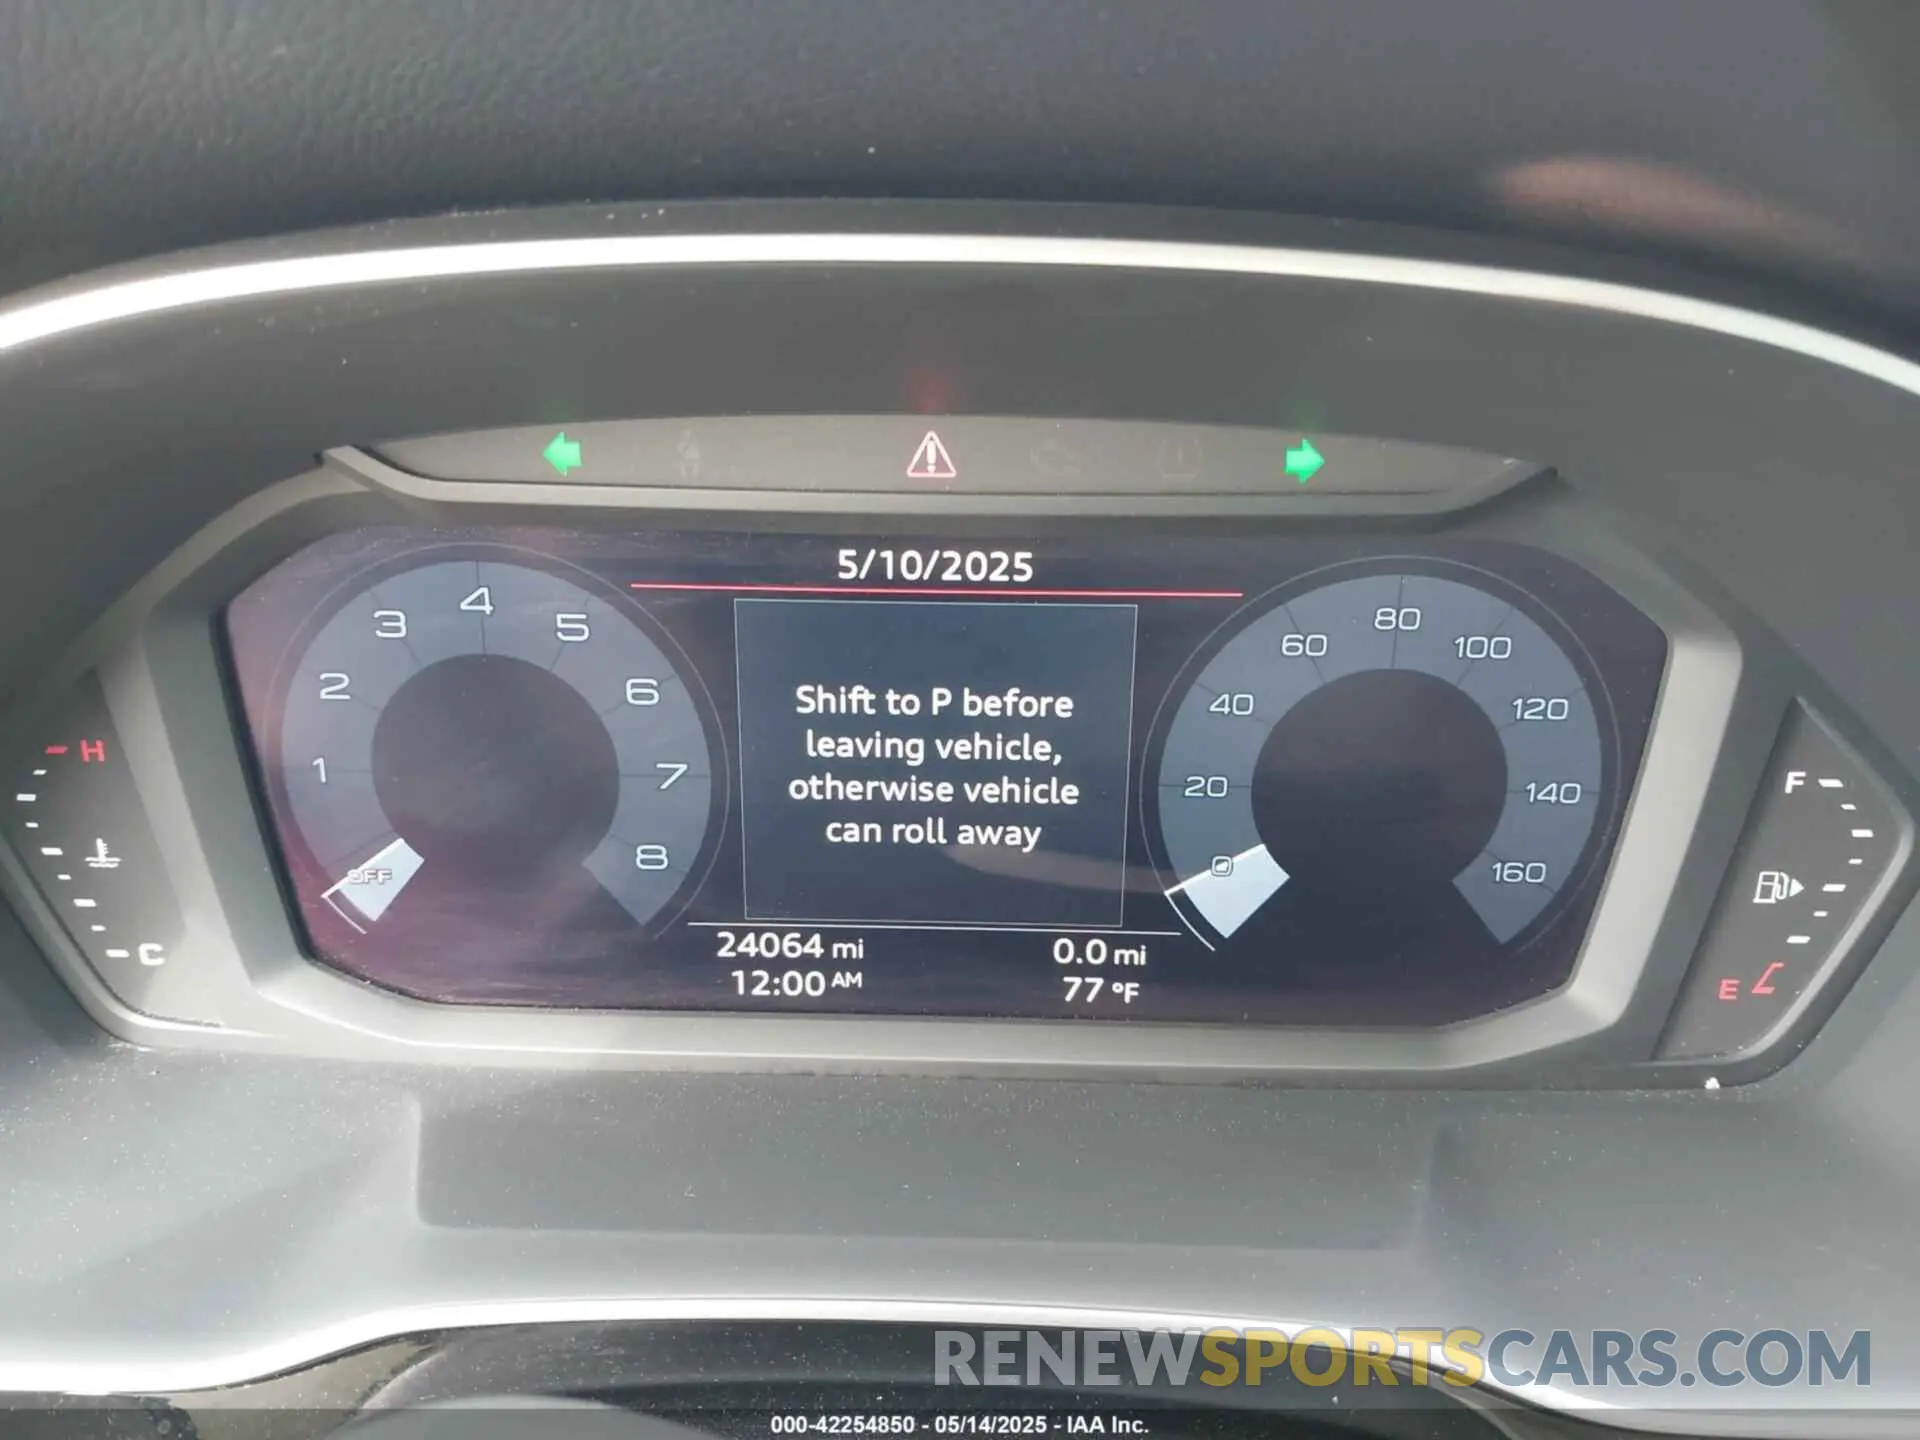 5/10/2025
1
2
3
4
5
6
7
8
OFF
Shift to P before
leaving vehicle,
otherwise vehicle
can roll away
0
20
40
60
80
100
120
140
160
24064 mi
0.0 mi
12:00 AM
77 °F
H
C
F
E
RENEWSPORTSCARS.COM
000-42254850 - 05/14/2025 - IAA Inc.